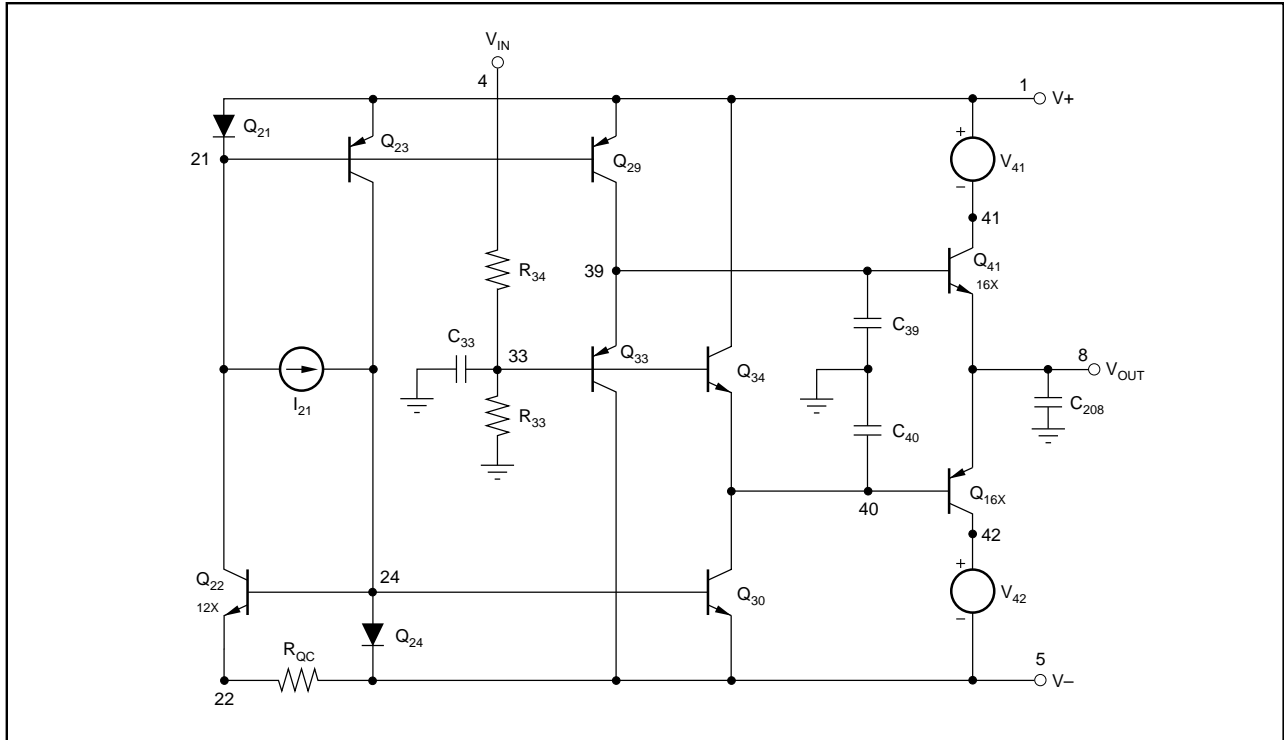 V_IN
4
1
V+
Q_21
Q_23
21
Q_29
+
V_41
–
41
R_34
39
Q_41
16X
C_39
C_33
33
Q_33
Q_34
8
V_OUT
I_21
R_33
C_208
C_40
Q_16X
40
42
Q_22
12X
24
Q_30
+
V_42
–
Q_24
R_QC
5
V–
22